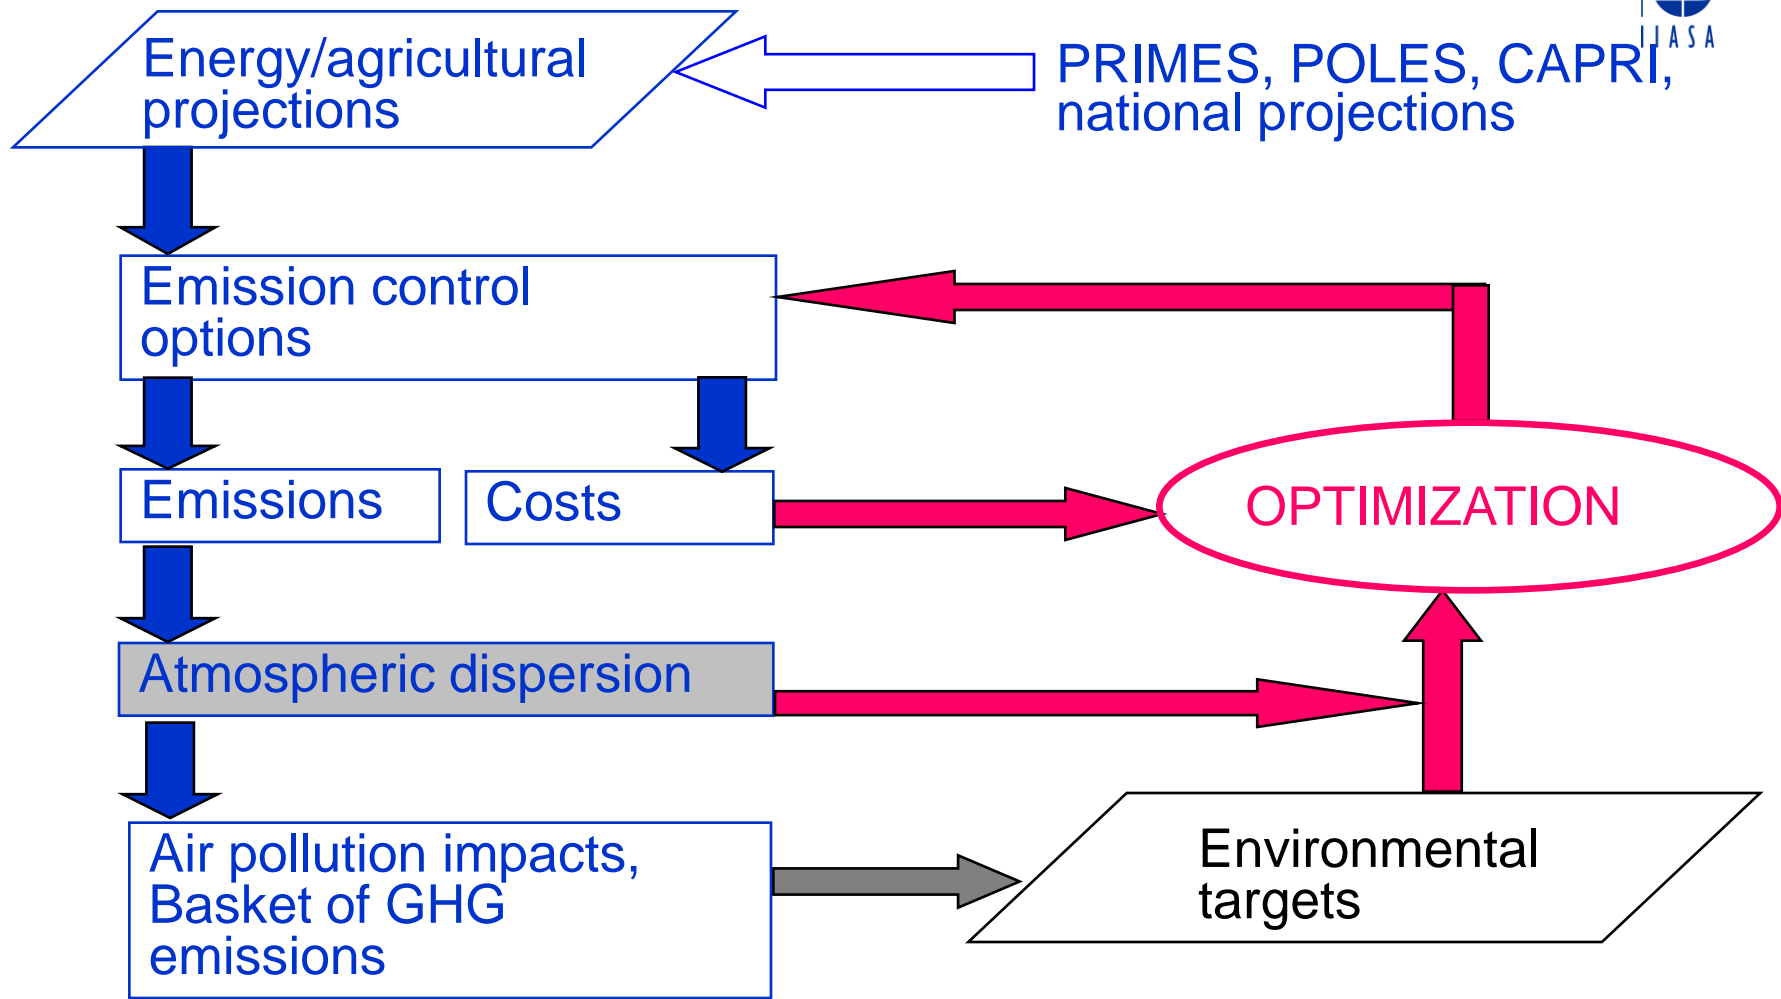 IIASA
Energy/agricultural
projections
PRIMES, POLES, CAPRI,
national projections
Emission control
options
Emissions
Costs
OPTIMIZATION
Atmospheric dispersion
Air pollution impacts,
Basket of GHG
emissions
Environmental
targets